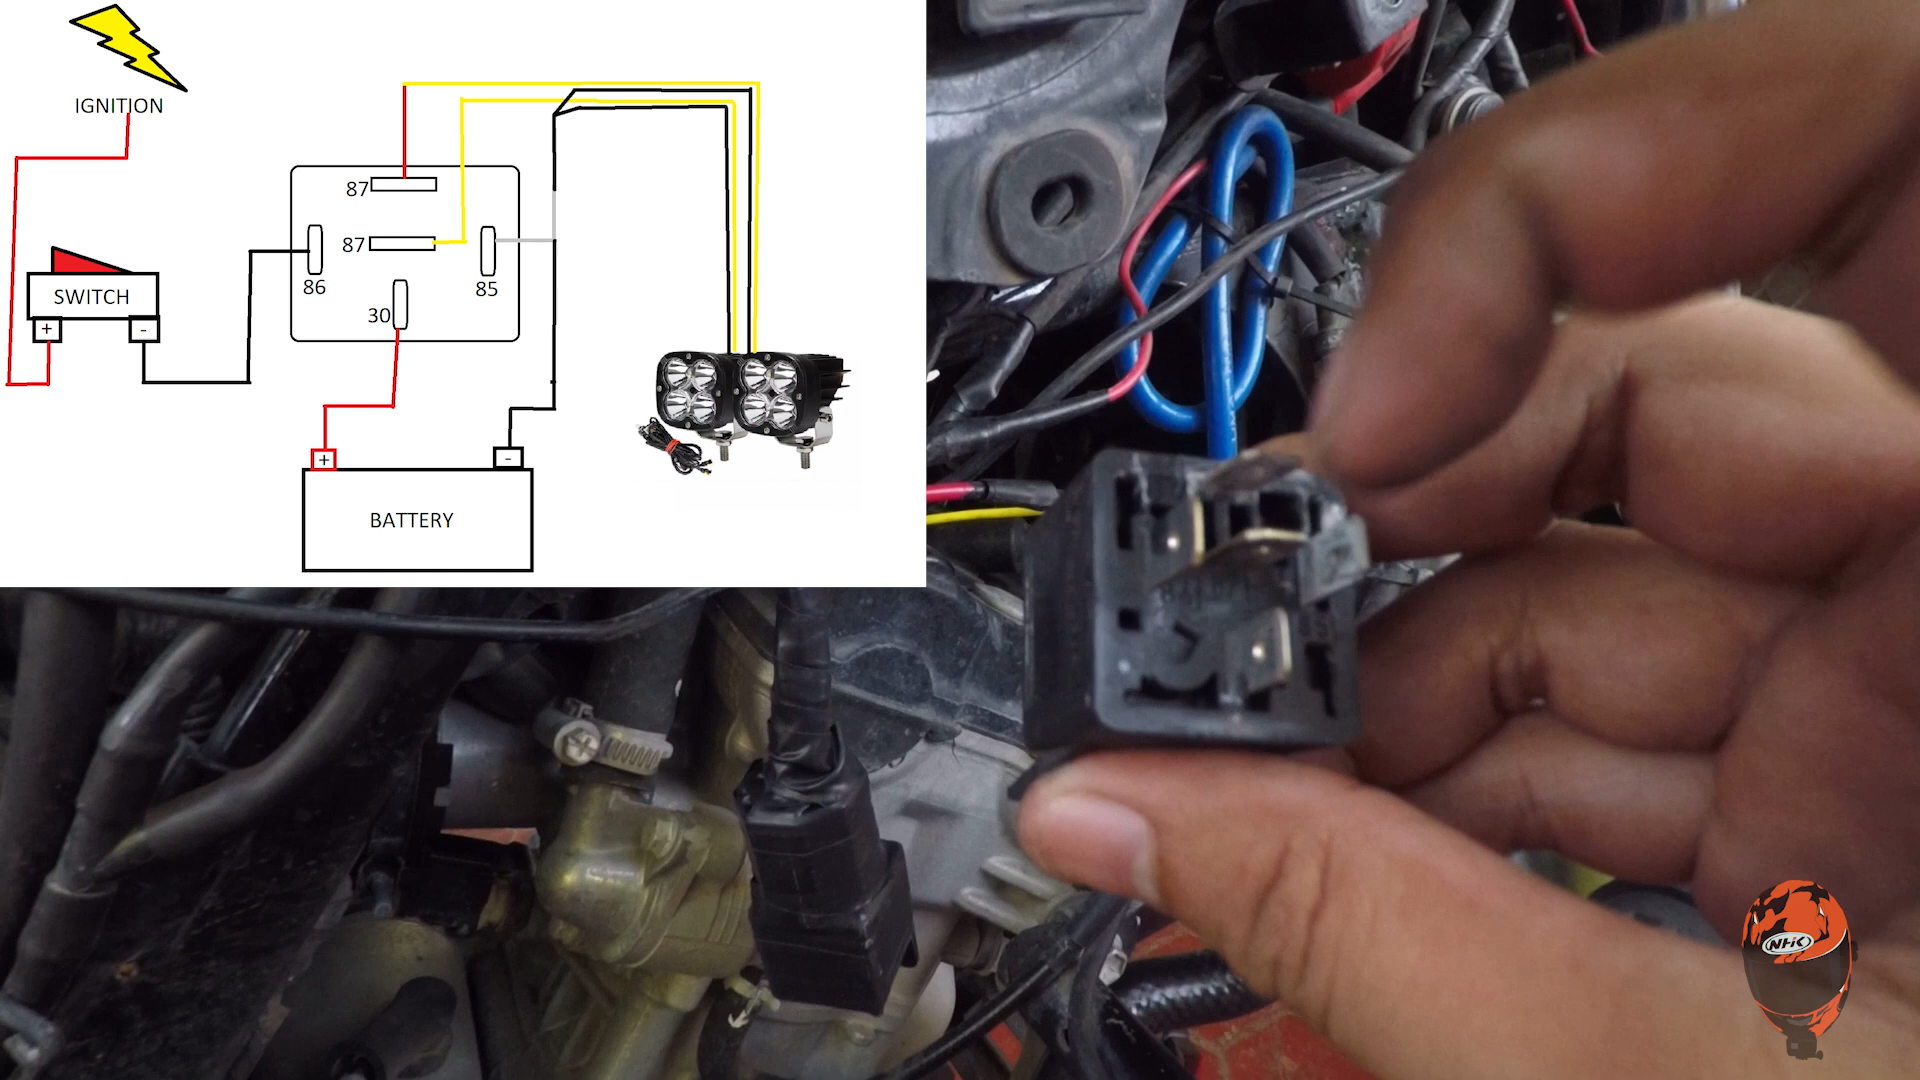 IGNITION
87
87
86
85
30
SWITCH
+
-
+
-
BATTERY
NHK